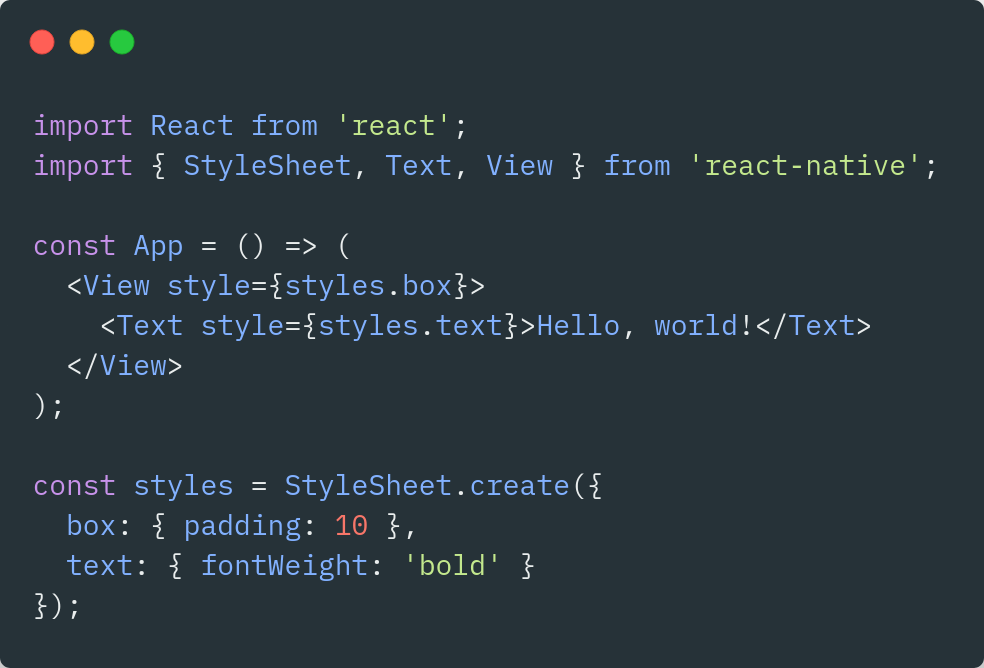 import React from 'react';
import { StyleSheet, Text, View } from 'react-native';

const App = () => (
  <View style={styles.box}>
    <Text style={styles.text}>Hello, world!</Text>
  </View>
);

const styles = StyleSheet.create({
  box: { padding: 10 },
  text: { fontWeight: 'bold' }
});